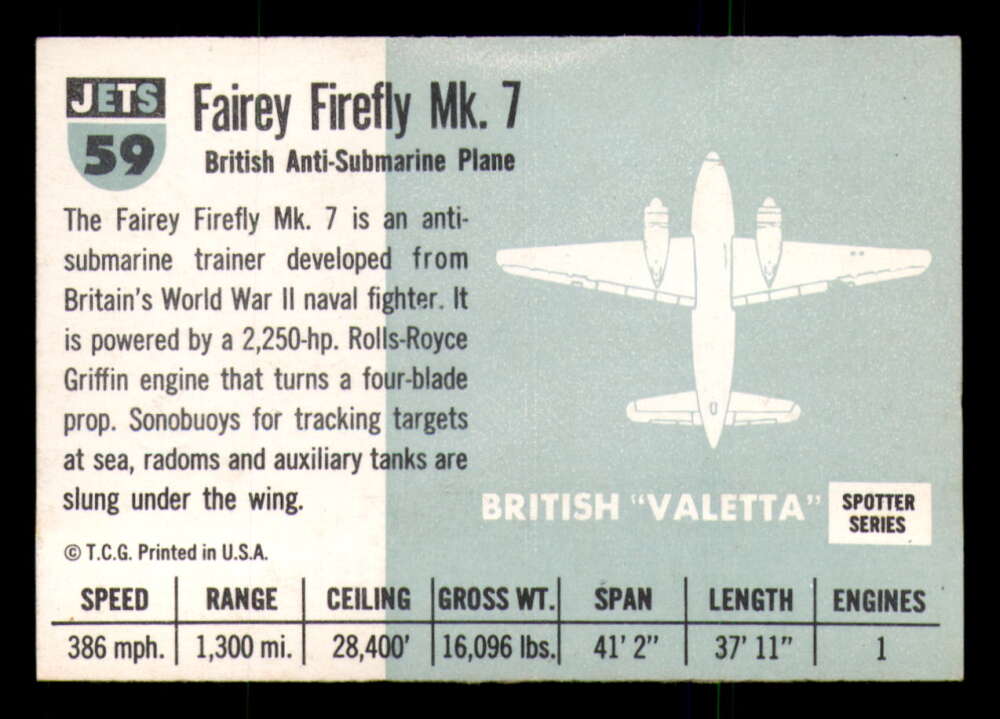 JETS
59
Fairey Firefly Mk. 7
British Anti-Submarine Plane
The Fairey Firefly Mk. 7 is an anti-
submarine trainer developed from
Britain's World War II naval fighter. It
is powered by a 2,250-hp. Rolls-Royce
Griffin engine that turns a four-blade
prop. Sonobuoys for tracking targets
at sea, radoms and auxiliary tanks are
slung under the wing.
© T.C.G. Printed in U.S.A.
BRITISH "VALETTA"
SPOTTER
SERIES
SPEED RANGE CEILING GROSS WT. SPAN LENGTH ENGINES
386 mph. 1,300 mi. 28,400' 16,096 lbs. 41' 2" 37' 11" 1